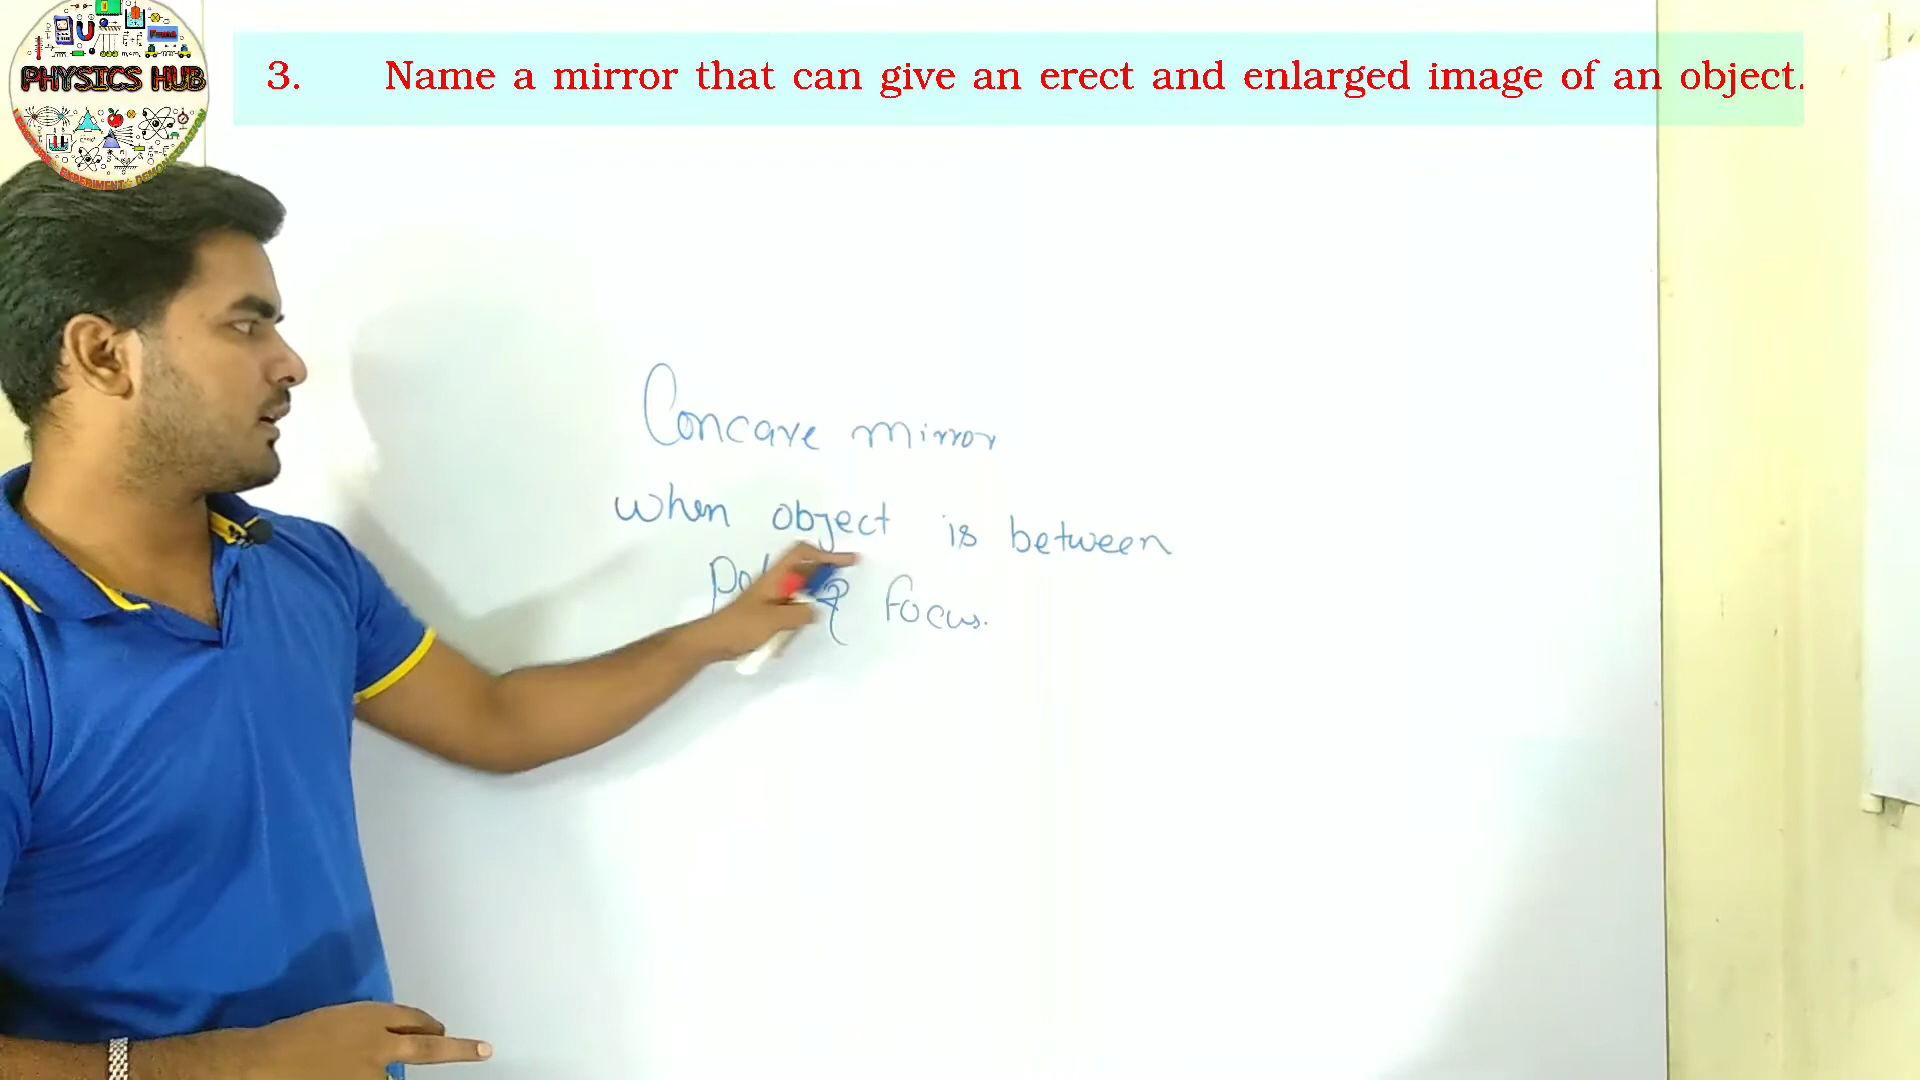 PHYSICS HUB
EXPERIMENT
3. Name a mirror that can give an erect and enlarged image of an object.
Concave mirror
when object is between
& focus.